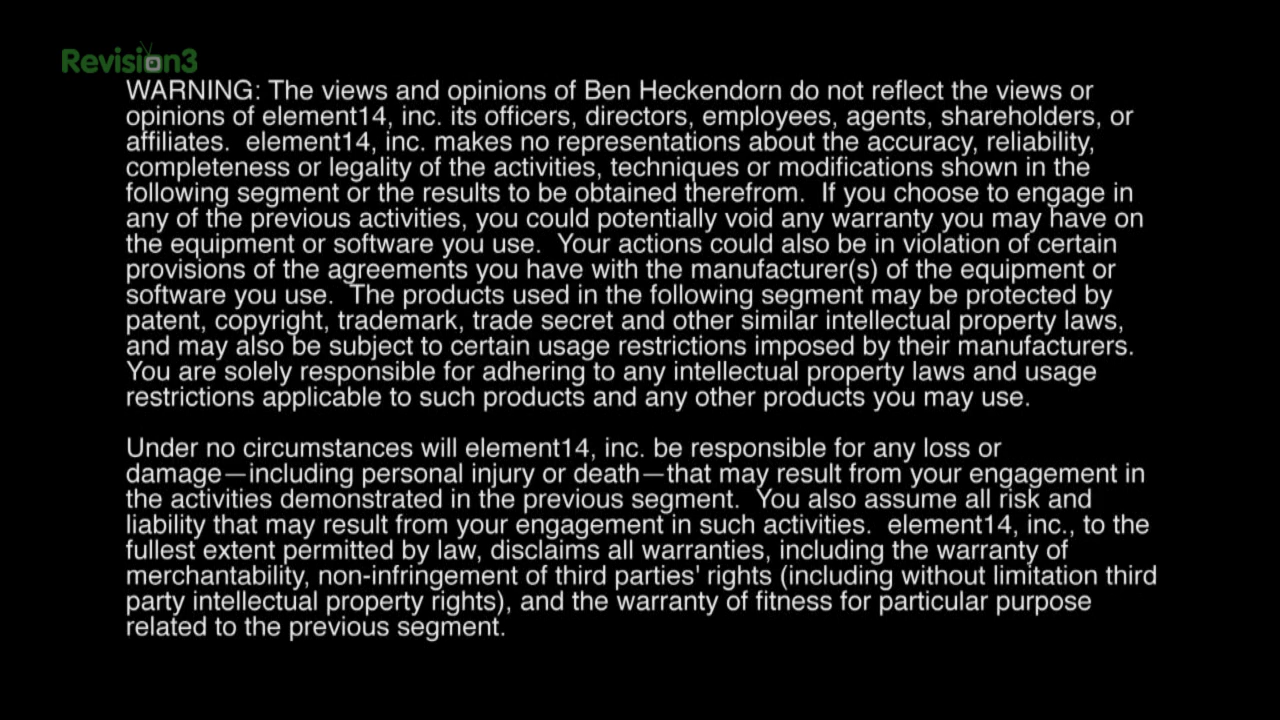 Revision3
WARNING: The views and opinions of Ben Heckendorn do not reflect the views or
opinions of element14, inc. its officers, directors, employees, agents, shareholders, or
affiliates.  element14, inc. makes no representations about the accuracy, reliability,
completeness or legality of the activities, techniques or modifications shown in the
following segment or the results to be obtained therefrom.  If you choose to engage in
any of the previous activities, you could potentially void any warranty you may have on
the equipment or software you use.  Your actions could also be in violation of certain
provisions of the agreements you have with the manufacturer(s) of the equipment or
software you use.  The products used in the following segment may be protected by
patent, copyright, trademark, trade secret and other similar intellectual property laws,
and may also be subject to certain usage restrictions imposed by their manufacturers.
You are solely responsible for adhering to any intellectual property laws and usage
restrictions applicable to such products and any other products you may use.
Under no circumstances will element14, inc. be responsible for any loss or
damage—including personal injury or death—that may result from your engagement in
the activities demonstrated in the previous segment.  You also assume all risk and
liability that may result from your engagement in such activities.  element14, inc., to the
fullest extent permitted by law, disclaims all warranties, including the warranty of
merchantability, non-infringement of third parties' rights (including without limitation third
party intellectual property rights), and the warranty of fitness for particular purpose
related to the previous segment.